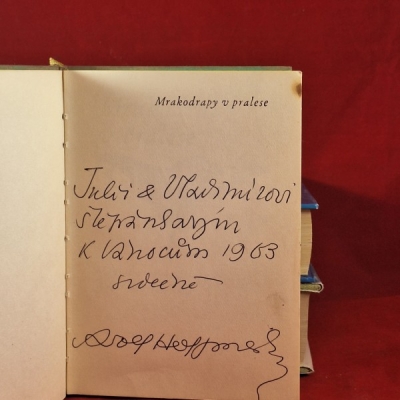 Mrakodrapy v pralese
Julii & Vladimírovi
Štěpánkovým
K Vánocům 1963
srdečně
Adolf Hoffmeister